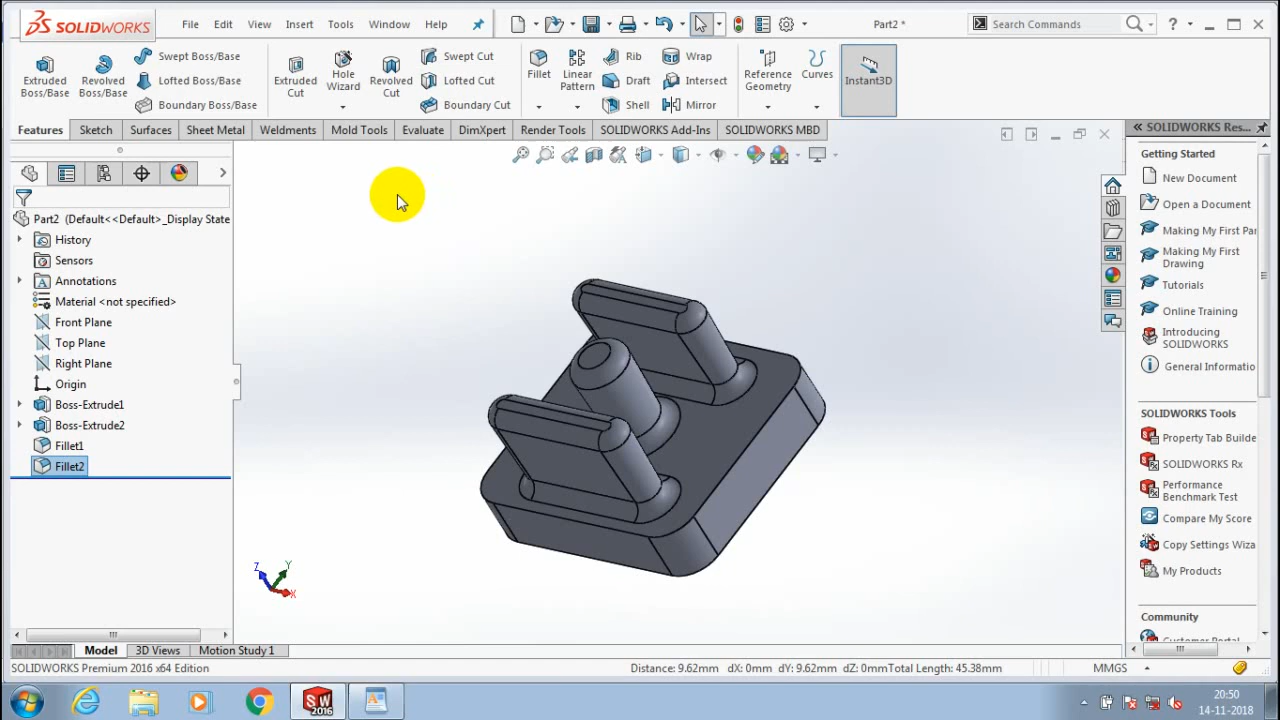 SOLIDWORKS
File Edit View Insert Tools Window Help
Part2 *
Search Commands
Extruded Boss/Base
Revolved Boss/Base
Swept Boss/Base
Lofted Boss/Base
Boundary Boss/Base
Extruded Cut
Hole Wizard
Revolved Cut
Swept Cut
Lofted Cut
Boundary Cut
Fillet
Linear Pattern
Rib
Draft
Shell
Wrap
Intersect
Mirror
Reference Geometry
Curves
Instant3D
Features Sketch Surfaces Sheet Metal Weldments Mold Tools Evaluate DimXpert Render Tools SOLIDWORKS Add-Ins SOLIDWORKS MBD
Part2 (Default<<Default>_Display State
History
Sensors
Annotations
Material <not specified>
Front Plane
Top Plane
Right Plane
Origin
Boss-Extrude1
Boss-Extrude2
Fillet1
Fillet2
Z Y X
Model 3D Views Motion Study 1
SOLIDWORKS Premium 2016 x64 Edition
Distance: 9.62mm dX: 0mm dY: 9.62mm dZ: 0mmTotal Length: 45.38mm
MMGS
SOLIDWORKS Res...
Getting Started
New Document
Open a Document
Making My First Par
Making My First Drawing
Tutorials
Online Training
Introducing SOLIDWORKS
General Informatio
SOLIDWORKS Tools
Property Tab Builde
SOLIDWORKS Rx
Performance Benchmark Test
Compare My Score
Copy Settings Wiza
My Products
Community
SW 2016
20:50
14-11-2018